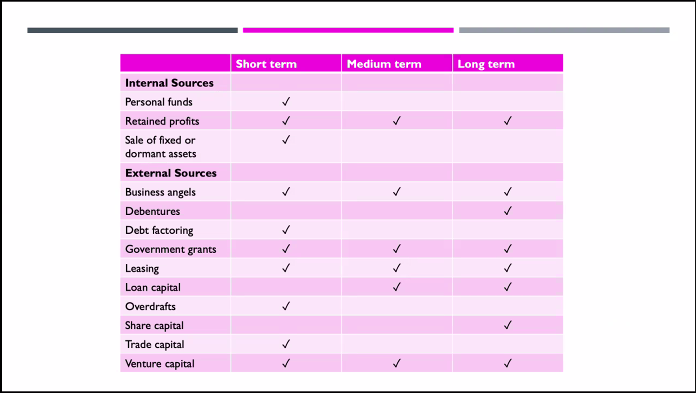 Short term Medium term Long term
Internal Sources
Personal funds ✓
Retained profits ✓ ✓ ✓
Sale of fixed or ✓
dormant assets
External Sources
Business angels ✓ ✓ ✓
Debentures ✓
Debt factoring ✓
Government grants ✓ ✓ ✓
Leasing ✓ ✓ ✓
Loan capital ✓ ✓
Overdrafts ✓
Share capital ✓
Trade capital ✓
Venture capital ✓ ✓ ✓